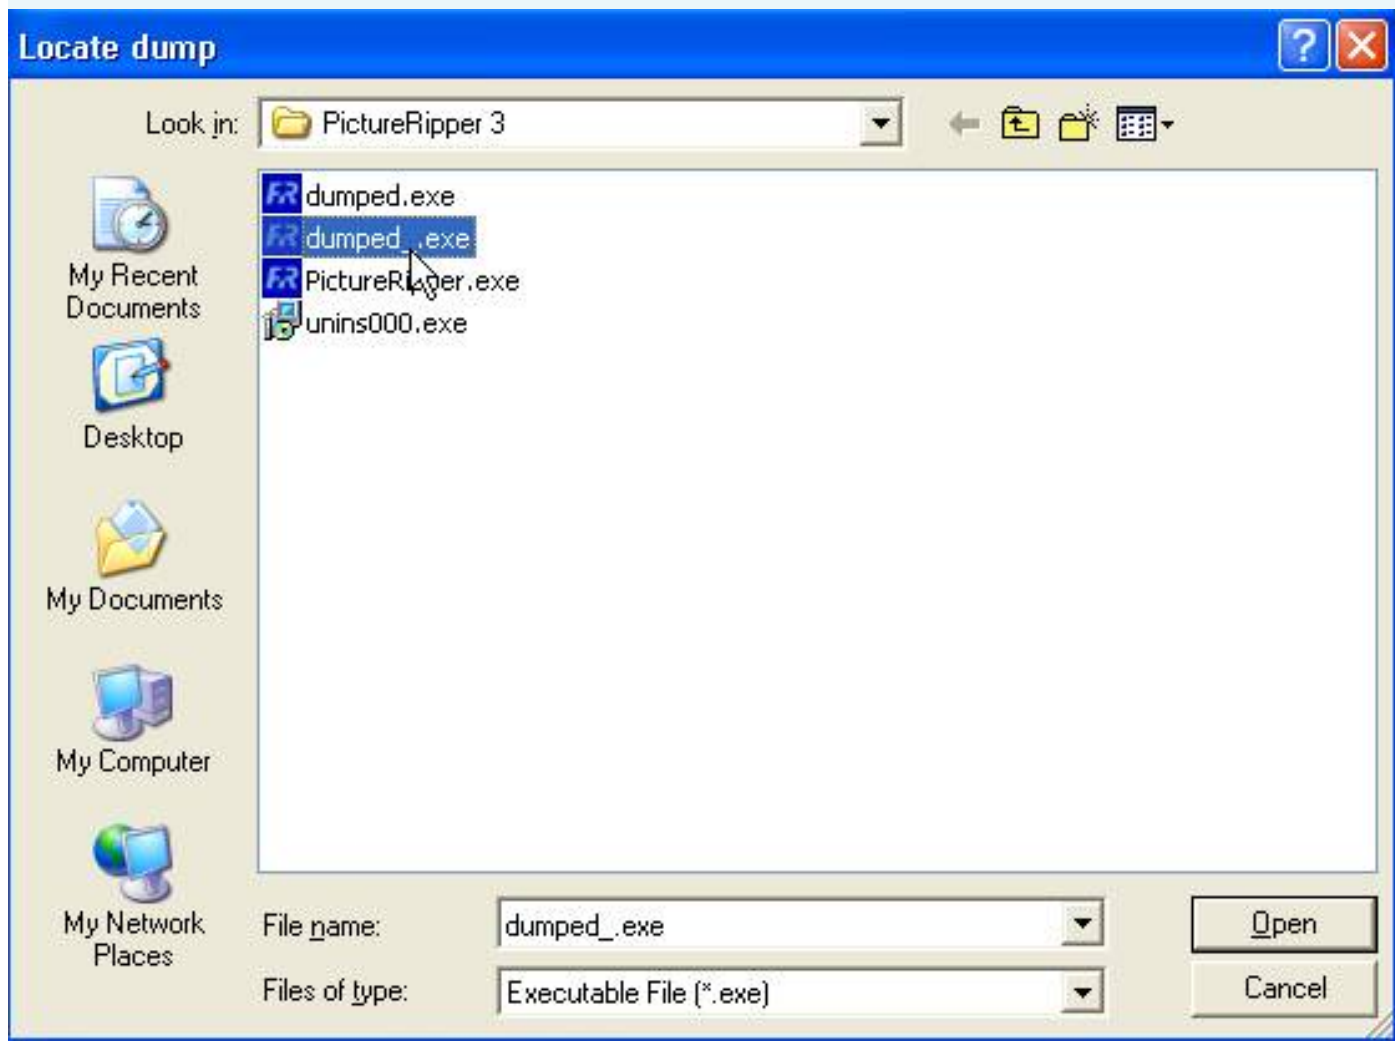 Locate dump
Look in:
PictureRipper 3
dumped.exe
dumped_.exe
PictureRipper.exe
unins000.exe
My Recent
Documents
Desktop
My Documents
My Computer
My Network
Places
File name:
dumped_.exe
Open
Files of type:
Executable File (*.exe)
Cancel